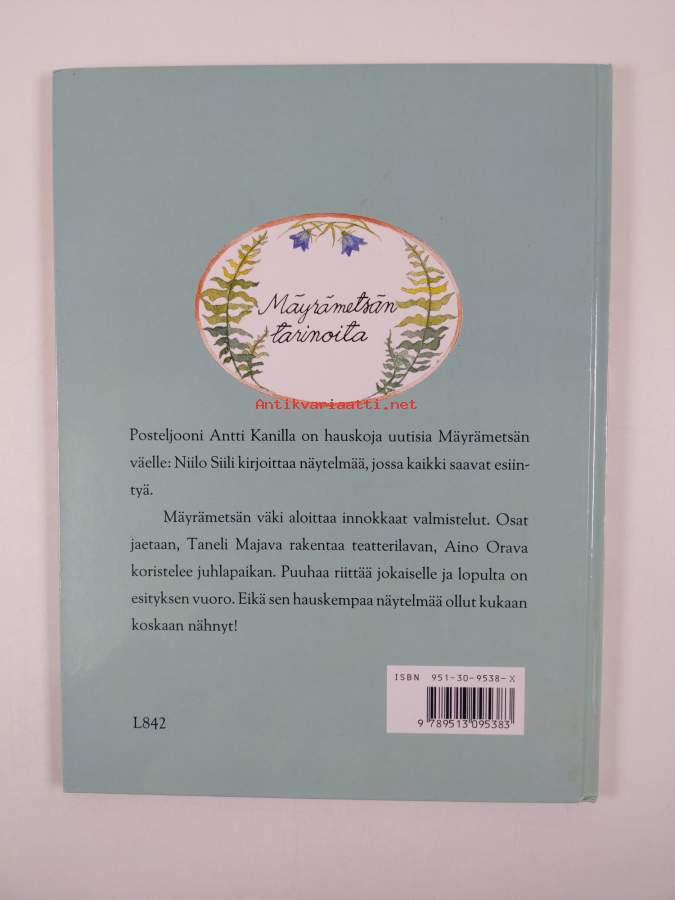 Mäyrämetsän
tarinoita
Antikvariaatti.net
Posteljooni Antti Kanilla on hauskoja uutisia Mäyrämetsän
väelle: Niilo Siili kirjoittaa näytelmää, jossa kaikki saavat esiin-
tyä.
Mäyrämetsän väki aloittaa innokkaat valmistelut. Osat
jaetaan, Taneli Majava rakentaa teatterilavan, Aino Orava
koristelee juhlapaikan. Puuhaa riittää jokaiselle ja lopulta on
esityksen vuoro. Eikä sen hauskempaa näytelmää ollut kukaan
koskaan nähnyt!
ISBN 951-30-9538-X
9 789513 095383
L842